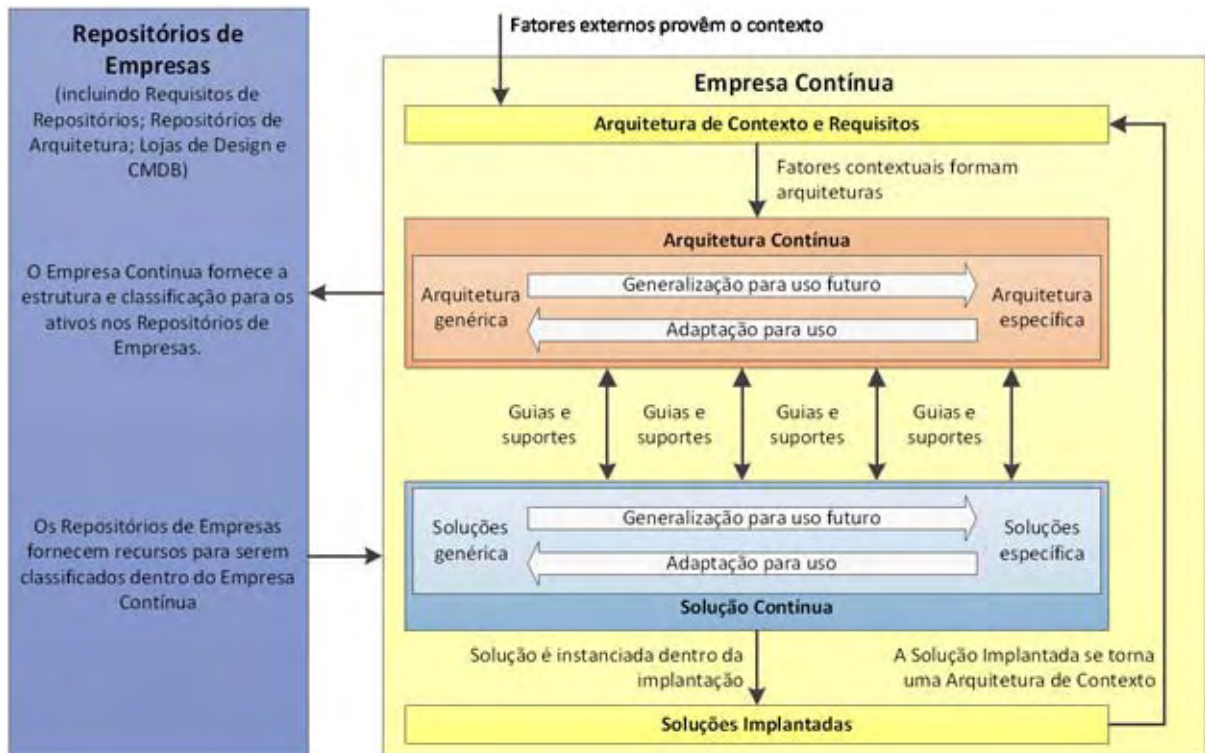 Repositórios de
Empresas
(incluindo Requisitos de
Repositórios; Repositórios de
Arquitetura; Lojas de Design e
CMDB)
O Empresa Contínua fornece a
estrutura e classificação para os
ativos nos Repositórios de
Empresas.
Os Repositórios de Empresas
fornecem recursos para serem
classificados dentro do Empresa
Contínua
Fatores externos provêm o contexto
Empresa Contínua
Arquitetura de Contexto e Requisitos
Fatores contextuais formam
arquiteturas
Arquitetura Contínua
Arquitetura
genérica
Generalização para uso futuro
Adaptação para uso
Arquitetura
específica
Guias e
suportes
Guias e
suportes
Guias e
suportes
Guias e
suportes
Soluções
genérica
Generalização para uso futuro
Adaptação para uso
Soluções
específica
Solução Contínua
Solução é instanciada dentro da
implantação
A Solução Implantada se torna
uma Arquitetura de Contexto
Soluções Implantadas